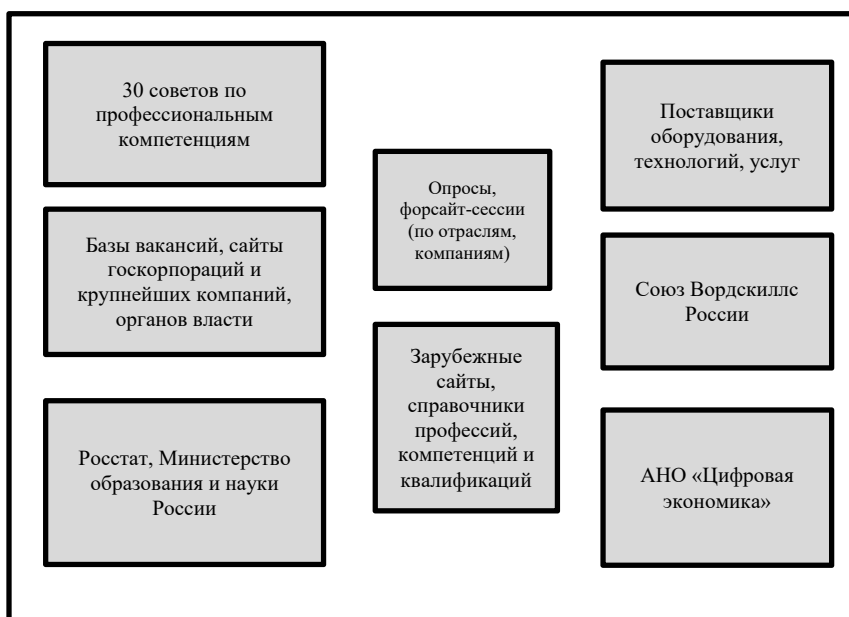 30 советов по
профессиональным
компетенциям
Базы вакансий, сайты
госкорпораций и
крупнейших компаний,
органов власти
Росстат, Министерство
образования и науки
России
Опросы,
форсайт-сессии
(по отраслям,
компаниям)
Зарубежные
сайты,
справочники
профессий,
компетенций и
квалификаций
Поставщики
оборудования,
технологий, услуг
Союз Вордскиллс
России
АНО «Цифровая
экономика»